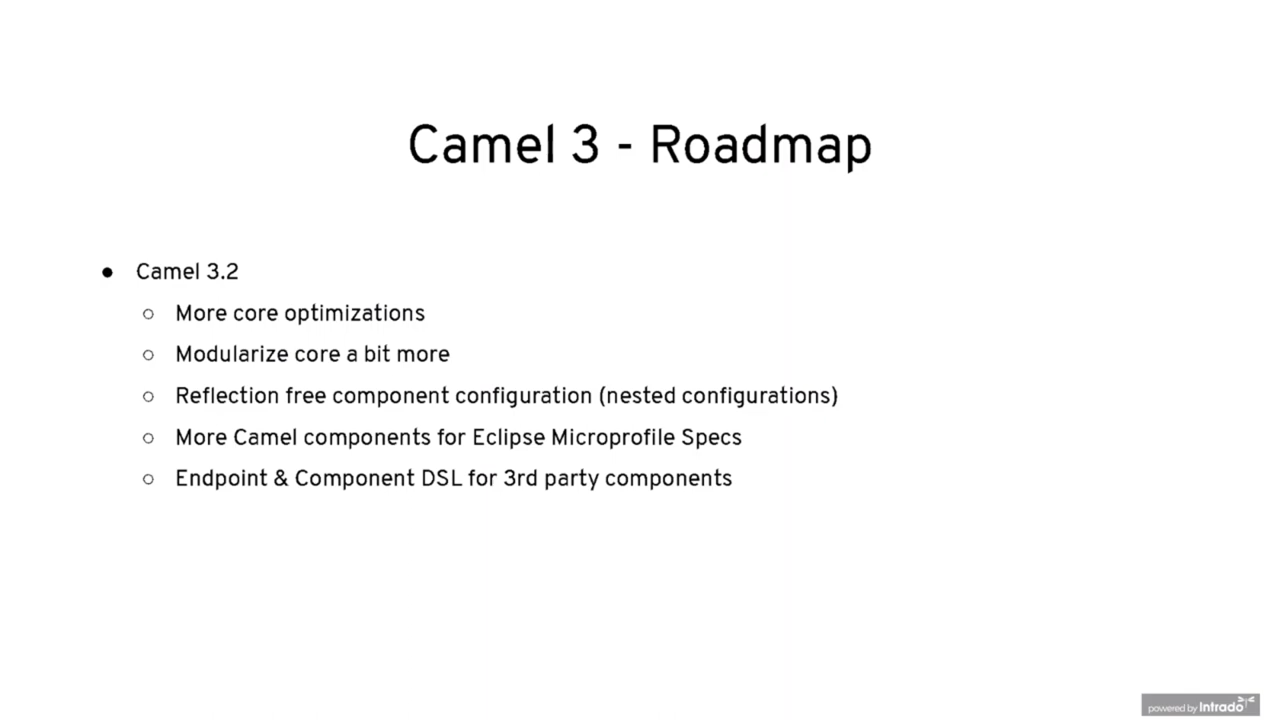 Camel 3 - Roadmap
● Camel 3.2
○ More core optimizations
○ Modularize core a bit more
○ Reflection free component configuration (nested configurations)
○ More Camel components for Eclipse Microprofile Specs
○ Endpoint & Component DSL for 3rd party components
powered by Intrado